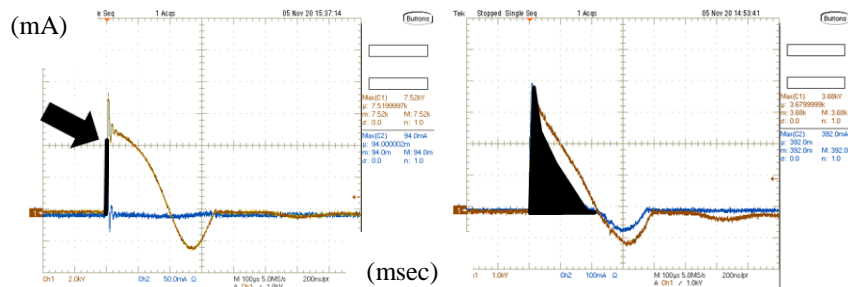 (mA)
le Seq 1 Acqs 05 Nov 20 15:37:14
Buttons
Max(C1) 7.52kV
μ: 7.5199997k
m: 7.52k M: 7.52k
σ: 0.0 n: 1.0
Max(C2) 94.0mA
μ: 94.000002m
m: 94.0m M: 94.0m
σ: 0.0 n: 1.0
1
Ch1 2.0kV Ch2 50.0mA Ω M 100μs 5.0MS/s 200ns/pt
A Ch1 / 1.0kV
(msec)
Tek Stopped Single Seq 1 Acqs 05 Nov 20 14:53:41
Buttons
Max(C1) 3.68kV
μ: 3.6799999k
m: 3.68k M: 3.68k
σ: 0.0 n: 1.0
Max(C2) 392.0mA
μ: 392.0m
m: 392.0m M: 392.0
σ: 0.0 n: 1.0
1
1 1.0kV Ch2 100mA Ω M 100μs 5.0MS/s 200ns/pt
A Ch1 / 1.0kV